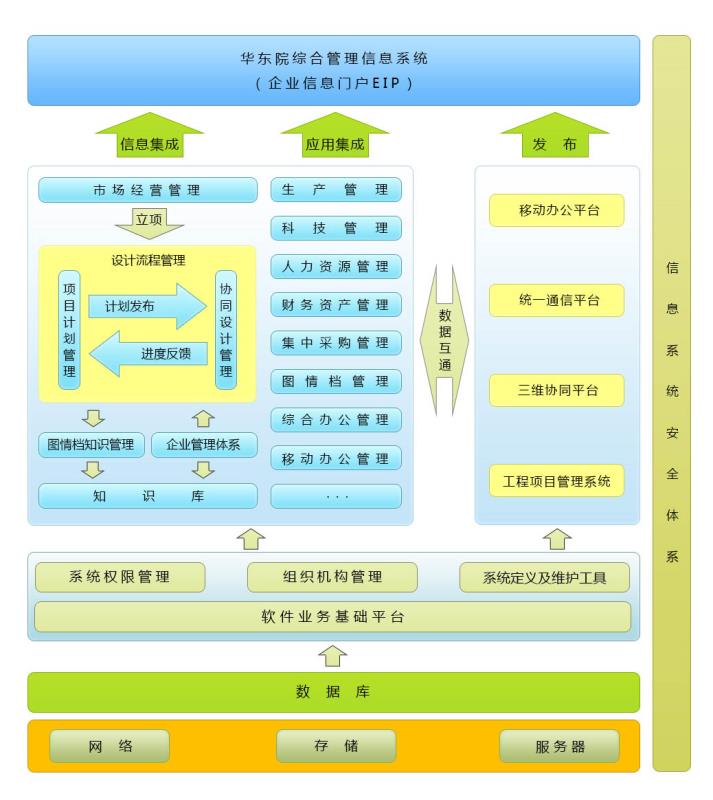 华东院综合管理信息系统
（企业信息门户EIP）
信息集成
应用集成
发 布
市场经营管理
立项
设计流程管理
项目计划管理
计划发布
进度反馈
协同设计管理
图情档知识管理
企业管理体系
知 识 库
生 产 管 理
科 技 管 理
人力资源管理
财务资产管理
集中采购管理
图情档管理
综合办公管理
移动办公管理
···
数据互通
移动办公平台
统一通信平台
三维协同平台
工程项目管理系统
信息系统安全体系
系统权限管理
组织机构管理
系统定义及维护工具
软件业务基础平台
数 据 库
网 络
存 储
服务器